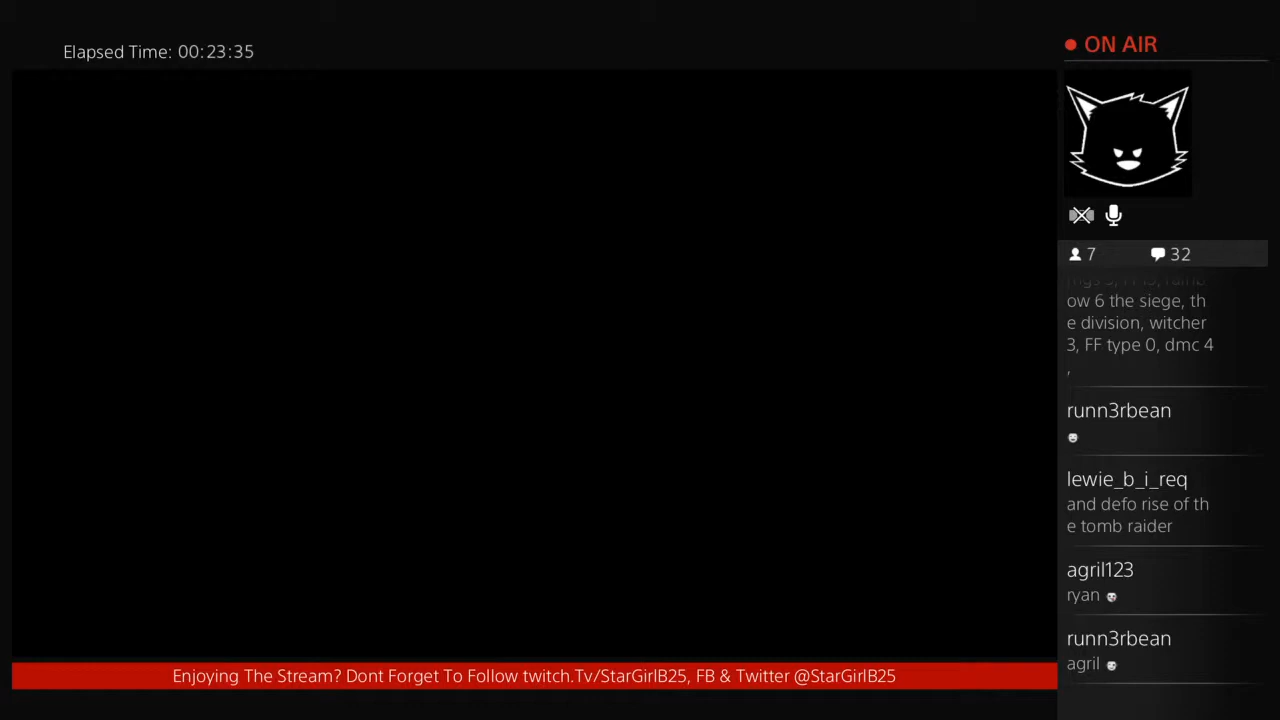 Elapsed Time: 00:23:35
ON AIR
7 32
ow 6 the siege, th
e division, witcher
3, FF type 0, dmc 4
,
runn3rbean
lewie_b_i_req
and defo rise of th
e tomb raider
agril123
ryan
runn3rbean
agril
Enjoying The Stream? Dont Forget To Follow twitch.Tv/StarGirlB25, FB & Twitter @StarGirlB25